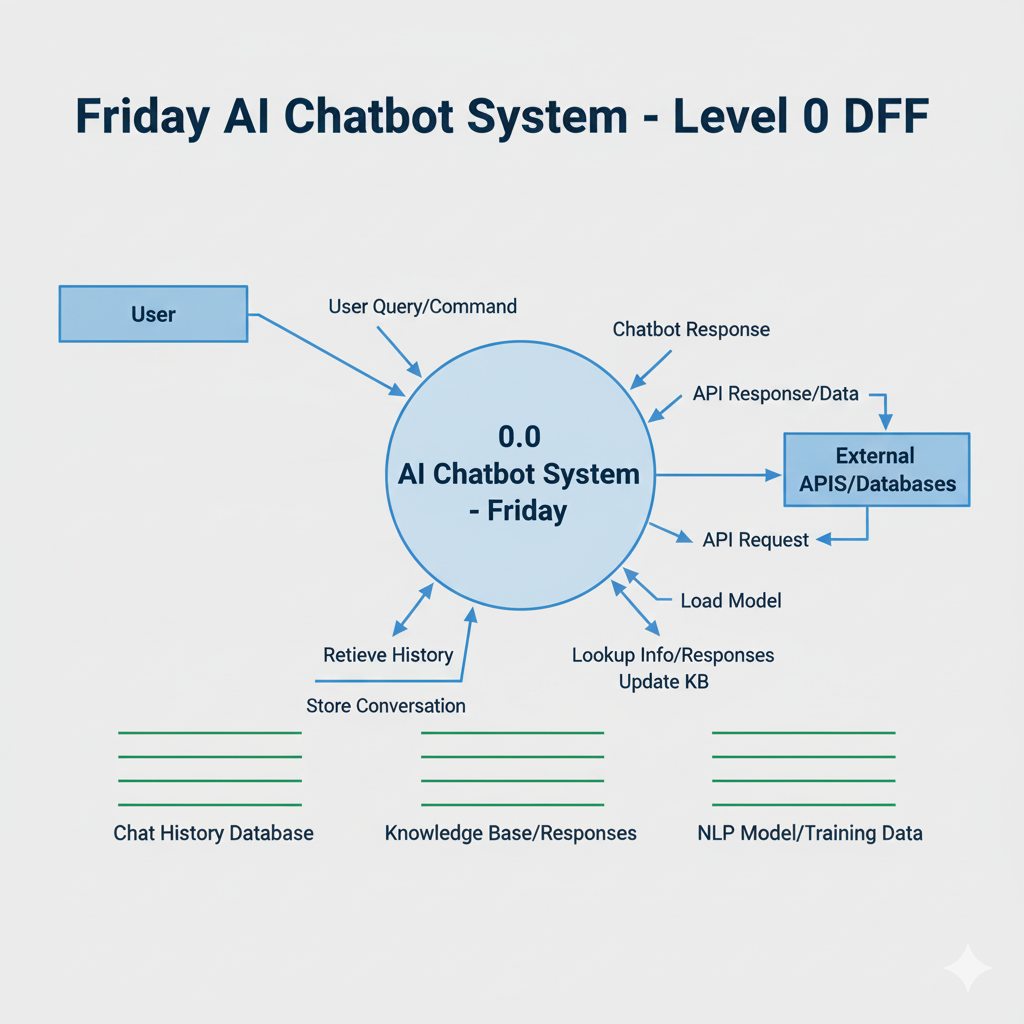 Friday AI Chatbot System - Level 0 DFF
User
User Query/Command
Chatbot Response
API Response/Data
0.0
AI Chatbot System
- Friday
External
APIS/Databases
API Request
Load Model
Retieve History
Lookup Info/Responses
Update KB
Store Conversation
Chat History Database
Knowledge Base/Responses
NLP Model/Training Data